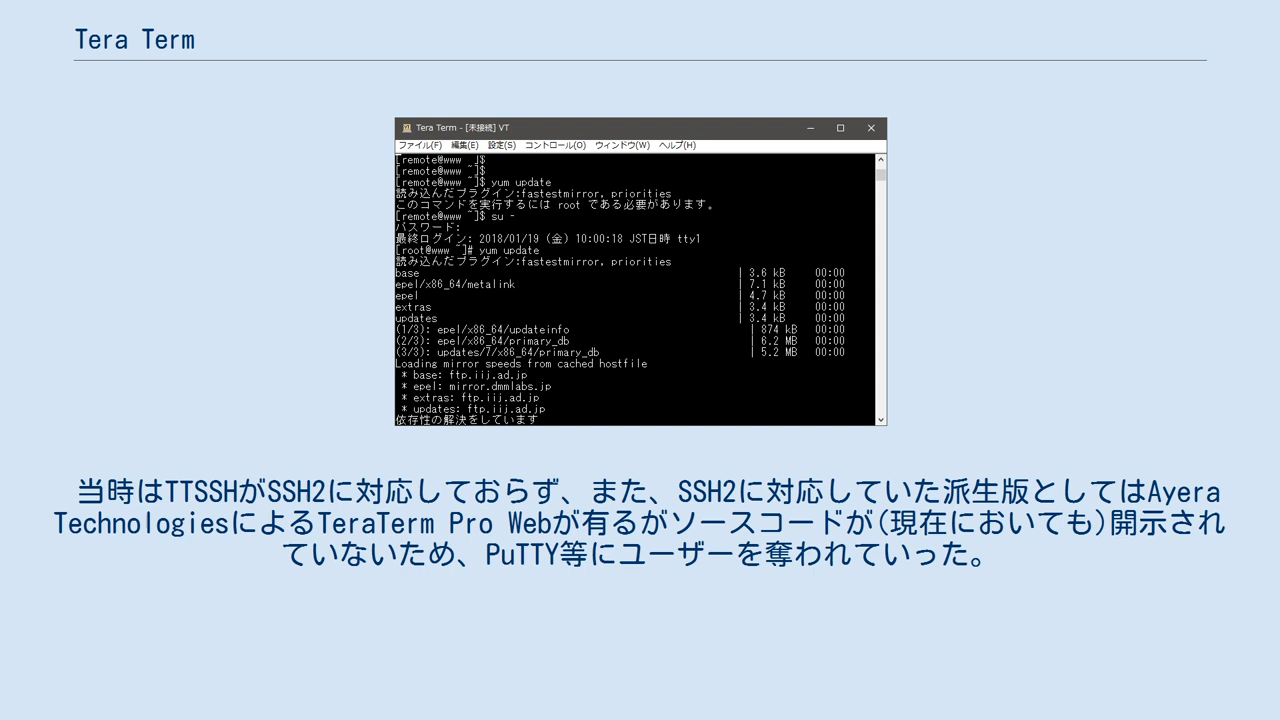 Tera Term
Tera Term - [未接続] VT
ファイル(F) 編集(E) 設定(S) コントロール(O) ウィンドウ(W) ヘルプ(H)
[remote@www _]$
[remote@www ~]$
[remote@www ~]$ yum update
読み込んだプラグイン:fastestmirror, priorities
このコマンドを実行するには root である必要があります。
[remote@www ~]$ su -
パスワード:
最終ログイン: 2018/01/19 (金) 10:00:18 JST日時 tty1
[root@www ~]# yum update
読み込んだプラグイン:fastestmirror, priorities
base | 3.6 kB 00:00
epel/x86_64/metalink | 7.1 kB 00:00
epel | 4.7 kB 00:00
extras | 3.4 kB 00:00
updates | 3.4 kB 00:00
(1/3): epel/x86_64/updateinfo | 874 kB 00:00
(2/3): epel/x86_64/primary_db | 6.2 MB 00:00
(3/3): updates/7/x86_64/primary_db | 5.2 MB 00:00
Loading mirror speeds from cached hostfile
* base: ftp.iij.ad.jp
* epel: mirror.dmmlabs.jp
* extras: ftp.iij.ad.jp
* updates: ftp.iij.ad.jp
依存性の解決をしています
当時はTTSSHがSSH2に対応しておらず、また、SSH2に対応していた派生版としてはAyera
TechnologiesによるTeraTerm Pro Webが有るがソースコードが(現在においても)開示され
ていないため、PuTTY等にユーザーを奪われていった。